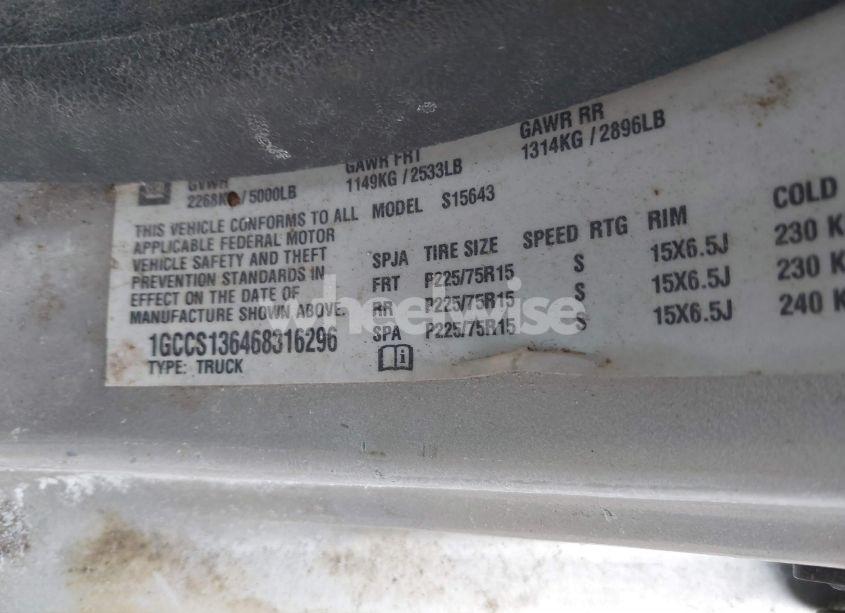 GVWR
2268KG/5000LB
GAWR FRT
1149KG/2533LB
GAWR RR
1314KG/2896LB
THIS VEHICLE CONFORMS TO ALL
APPLICABLE FEDERAL MOTOR
VEHICLE SAFETY AND THEFT
PREVENTION STANDARDS IN
EFFECT ON THE DATE OF
MANUFACTURE SHOWN ABOVE.
1GCCS136468316296
TYPE: TRUCK
MODEL S15643
SPJA TIRE SIZE SPEED RTG RIM COLD
FRT P225/75R15 S 15X6.5J 230 K
RR P225/75R15 S 15X6.5J 230 K
SPA P225/75R15 S 15X6.5J 240 K
wheelwise